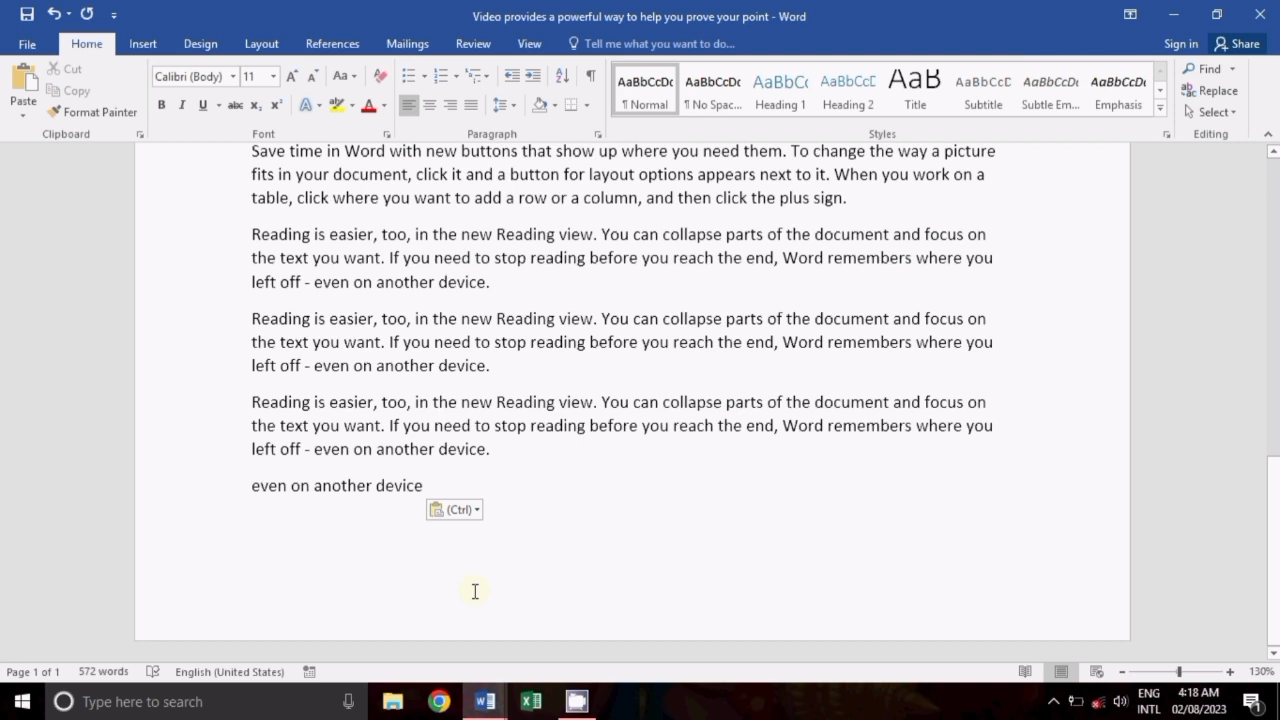 Video provides a powerful way to help you prove your point - Word
File Home Insert Design Layout References Mailings Review View Tell me what you want to do... Sign in Share
Paste
Cut
Copy
Format Painter
Calibri (Body) 11 A A Aa
B I U abc x₂ x² A A
AaBbCcDc AaBbCcDc AaBbCc AaBbCcD AaB AaBbCcD AaBbCcDc AaBbCcDc
¶ Normal ¶ No Spac... Heading 1 Heading 2 Title Subtitle Subtle Em... Emphasis
Find
Replace
Select
Clipboard Font Paragraph Styles Editing
Save time in Word with new buttons that show up where you need them. To change the way a picture
fits in your document, click it and a button for layout options appears next to it. When you work on a
table, click where you want to add a row or a column, and then click the plus sign.
Reading is easier, too, in the new Reading view. You can collapse parts of the document and focus on
the text you want. If you need to stop reading before you reach the end, Word remembers where you
left off - even on another device.
Reading is easier, too, in the new Reading view. You can collapse parts of the document and focus on
the text you want. If you need to stop reading before you reach the end, Word remembers where you
left off - even on another device.
Reading is easier, too, in the new Reading view. You can collapse parts of the document and focus on
the text you want. If you need to stop reading before you reach the end, Word remembers where you
left off - even on another device.
even on another device
(Ctrl)
Page 1 of 1 572 words English (United States) 130%
Type here to search
ENG
INTL
4:18 AM
02/08/2023
1